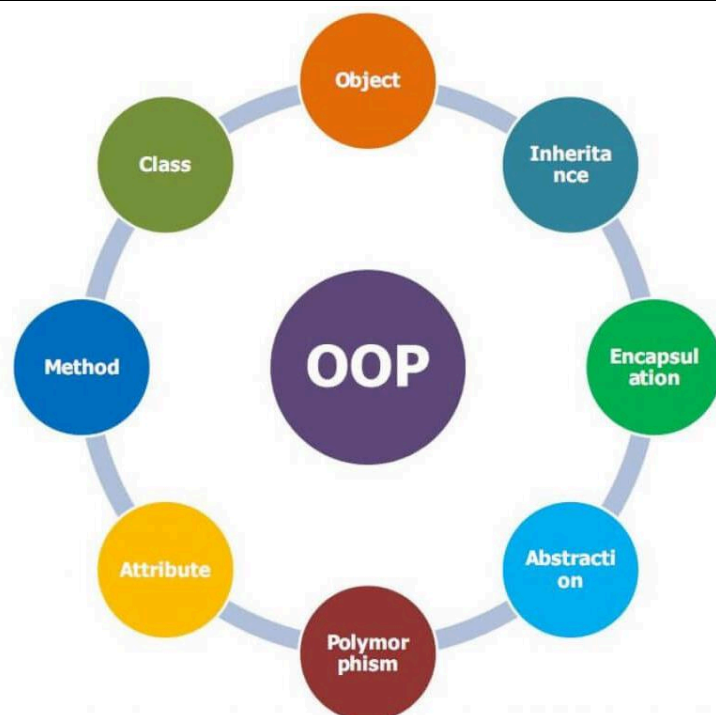 Object
Inherita
nce
Class
OOP
Method
Encapsul
ation
Attribute
Abstracti
on
Polymor
phism